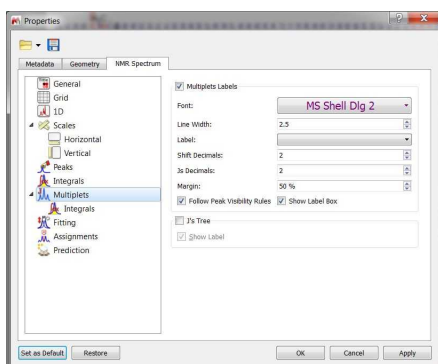 Properties
Metadata Geometry NMR Spectrum
General
Grid
1D
Scales
Horizontal
Vertical
Peaks
Integrals
Multiplets
Integrals
Fitting
Assignments
Prediction
Multiplets Labels
Font: MS Shell Dlg 2
Line Width: 2.5
Label:
Shift Decimals: 2
Js Decimals: 2
Margin: 50 %
Follow Peak Visibility Rules Show Label Box
J's Tree
Show Label
Set as Default Restore OK Cancel Apply